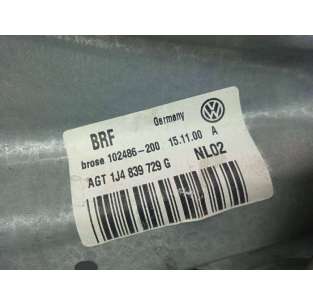 BRF Germany
brose 102486-200 15.11.00 A
AGT 1J4 839 729 G NL02